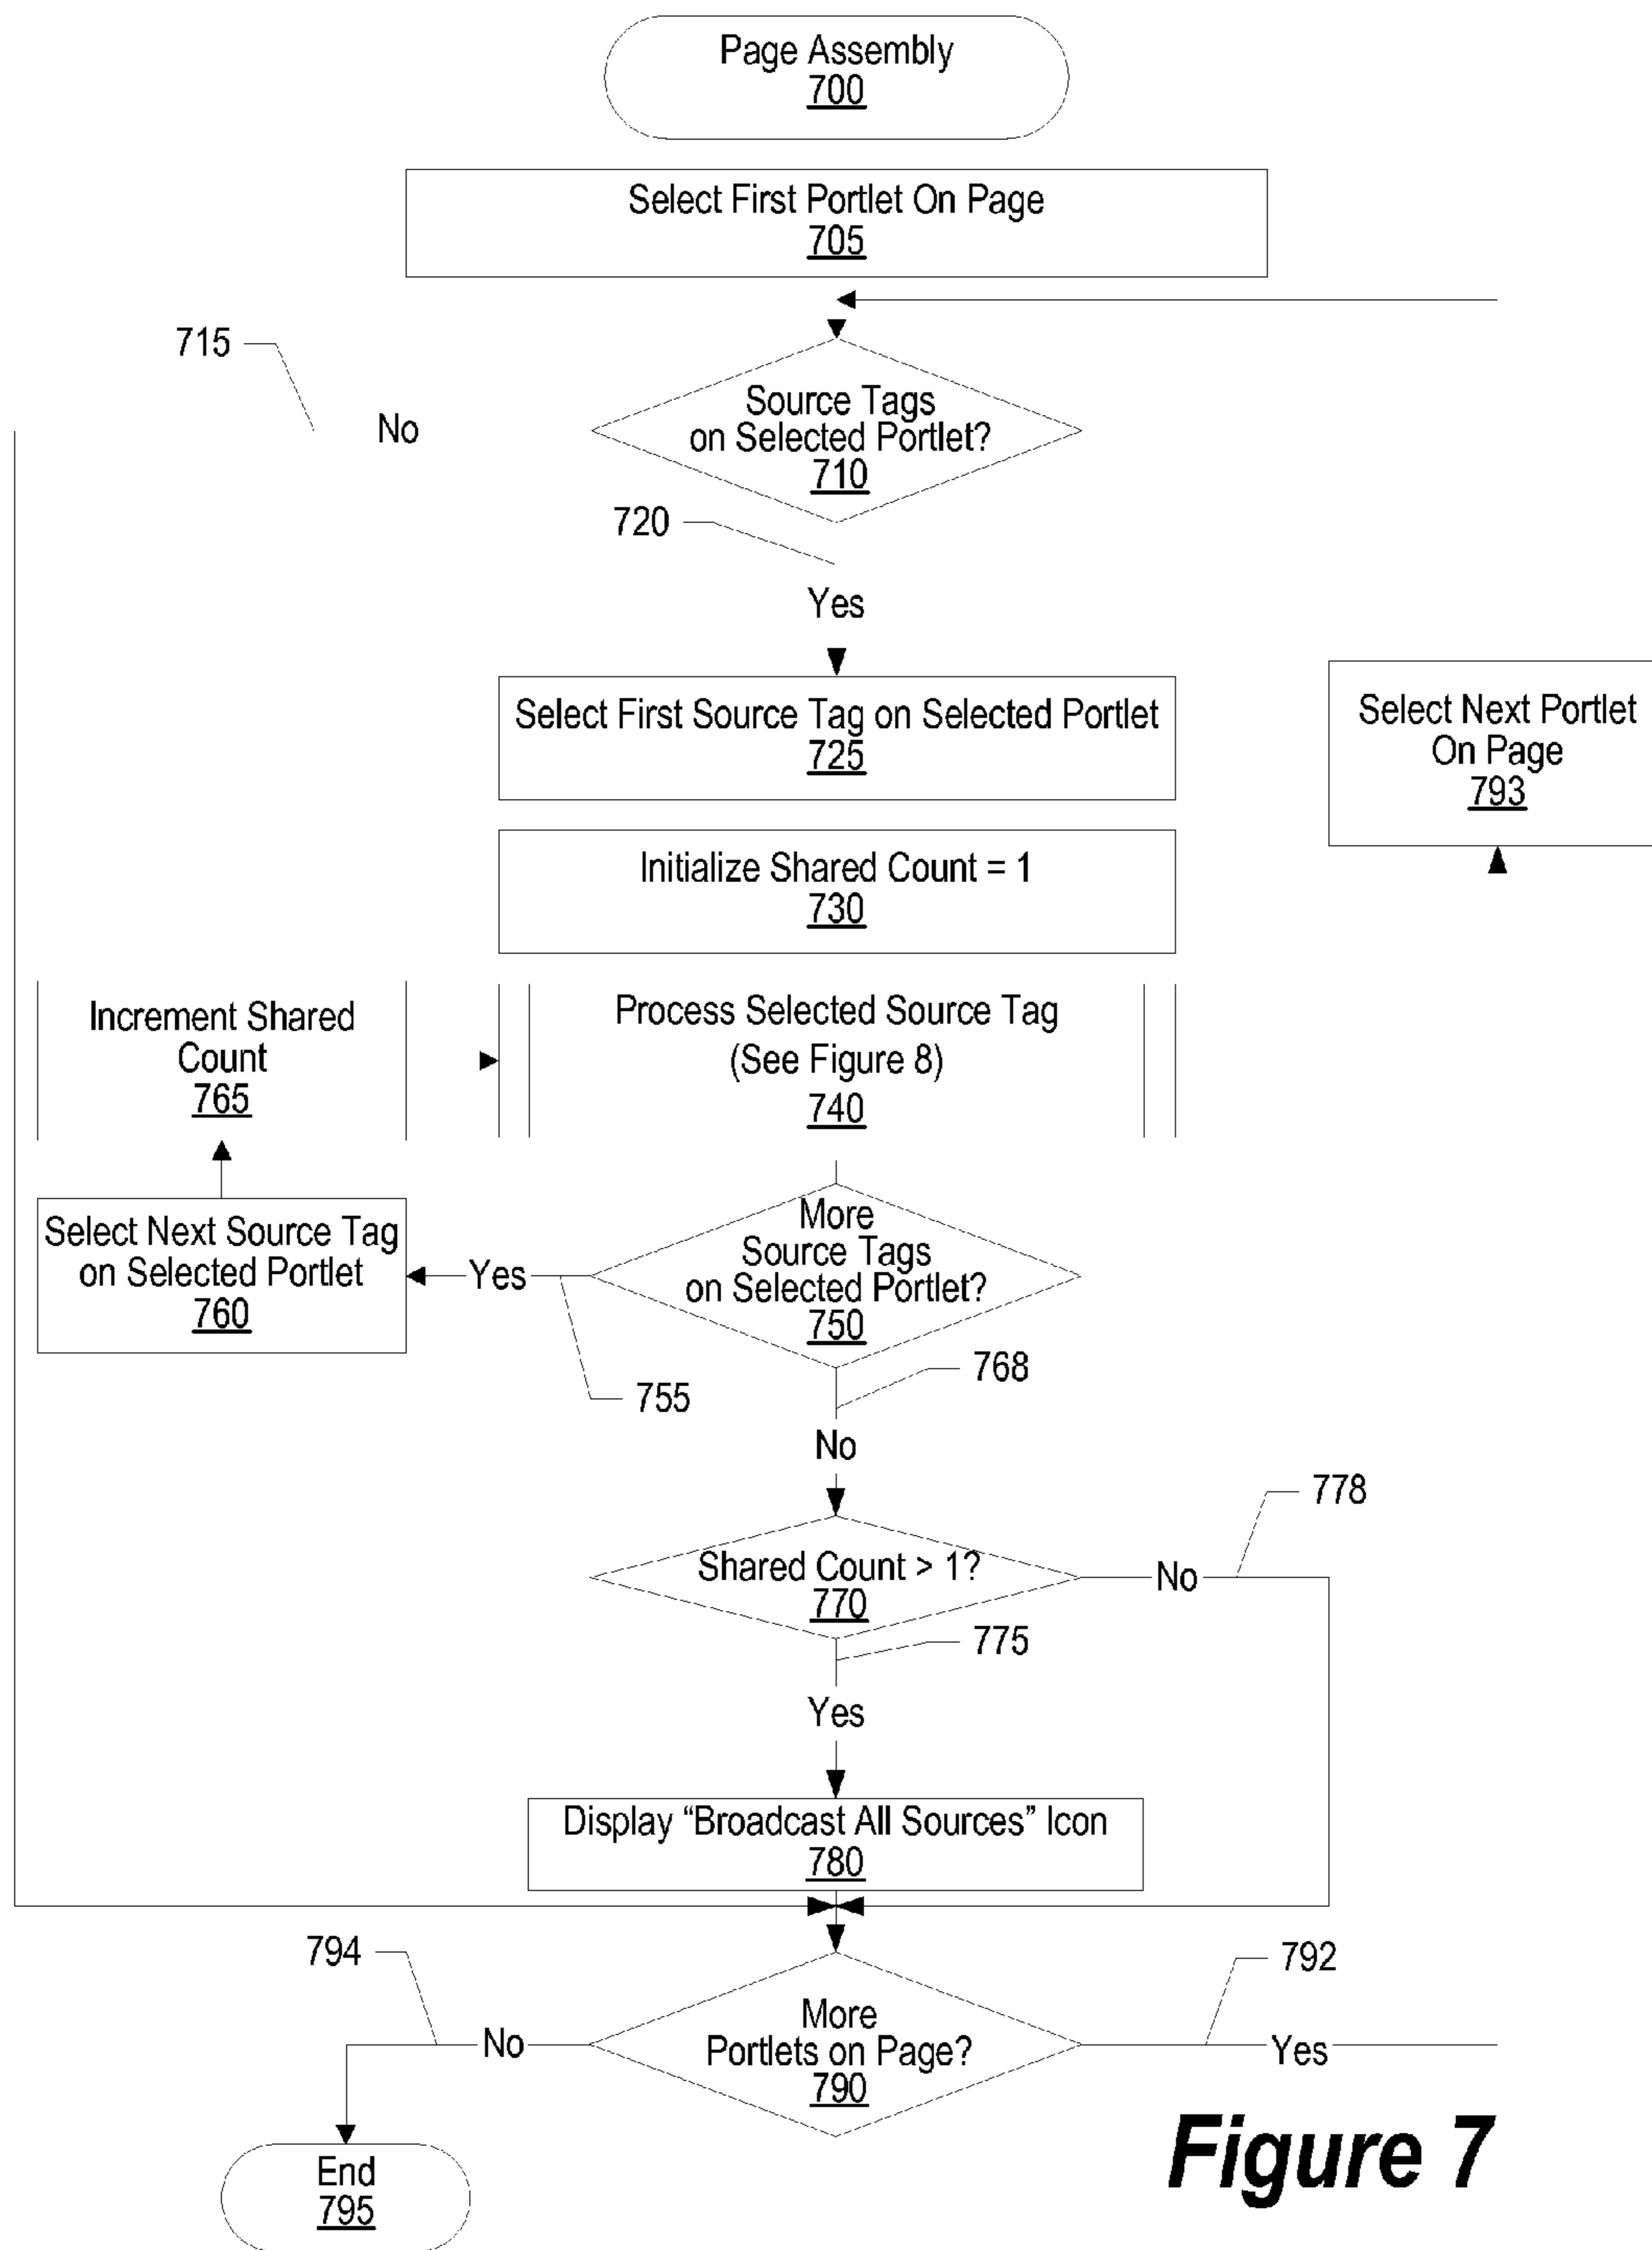 Page Assembly
700
Select First Portlet On Page
705
715
No
Source Tags
on Selected Portlet?
710
720
Yes
Select First Source Tag on Selected Portlet
725
Select Next Portlet
On Page
793
Initialize Shared Count = 1
730
Increment Shared
Count
765
Process Selected Source Tag
(See Figure 8)
740
Select Next Source Tag
on Selected Portlet
760
Yes
More
Source Tags
on Selected Portlet?
750
755
768
No
778
Shared Count > 1?
770
No
775
Yes
Display “Broadcast All Sources” Icon
780
794
792
No
More
Portlets on Page?
790
Yes
End
795
Figure 7